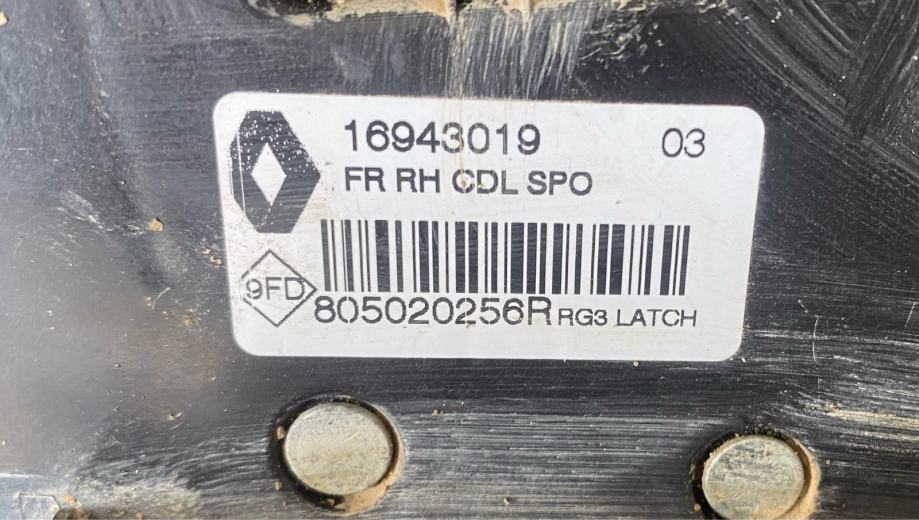 16943019 03
FR RH CDL SPO
9FD
805020256R RG3 LATCH